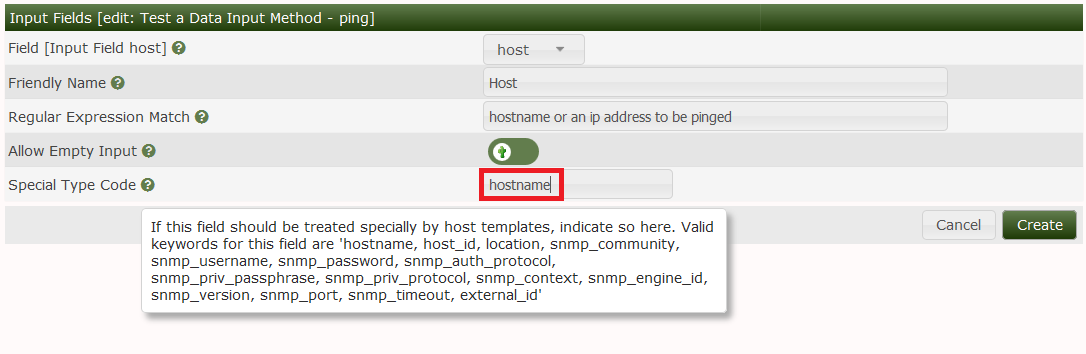 Input Fields [edit: Test a Data Input Method - ping]
Field [Input Field host] ?
host
Friendly Name ?
Host
Regular Expression Match ?
hostname or an ip address to be pinged
Allow Empty Input ?
Special Type Code ?
hostname
If this field should be treated specially by host templates, indicate so here. Valid
keywords for this field are 'hostname, host_id, location, snmp_community,
snmp_username, snmp_password, snmp_auth_protocol,
snmp_priv_passphrase, snmp_priv_protocol, snmp_context, snmp_engine_id,
snmp_version, snmp_port, snmp_timeout, external_id'
Cancel
Create